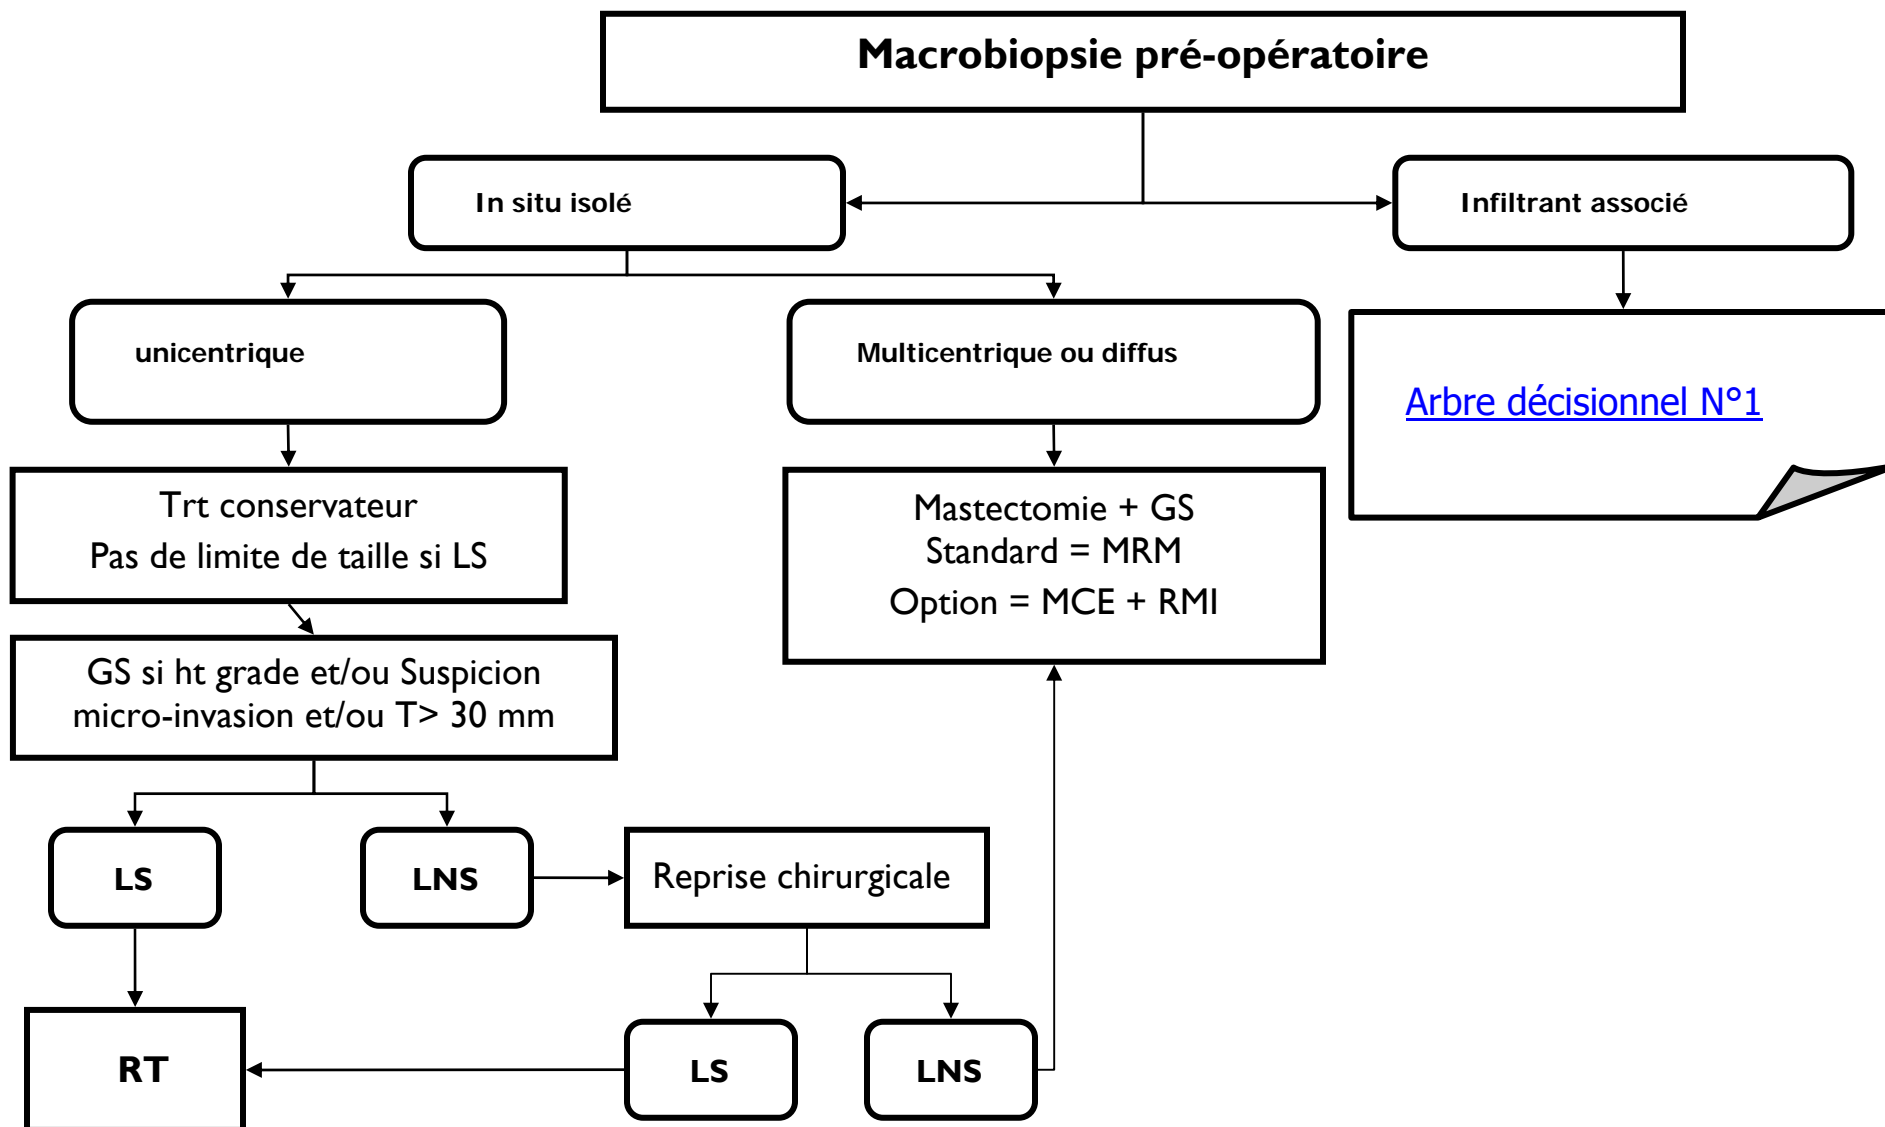 Macrobiopsie pré-opératoire
In situ isolé
Infiltrant associé
unicentrique
Multicentrique ou diffus
Arbre décisionnel N°1
Trt conservateur
Pas de limite de taille si LS
Mastectomie + GS
Standard = MRM
Option = MCE + RMI
GS si ht grade et/ou Suspicion
micro-invasion et/ou T> 30 mm
LS
LNS
Reprise chirurgicale
RT
LS
LNS